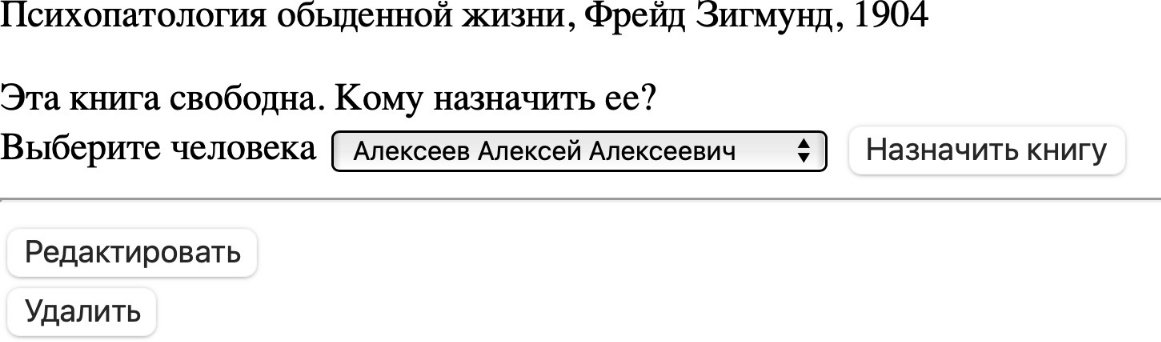 Психопатология обыденной жизни, Фрейд Зигмунд, 1904
Эта книга свободна. Кому назначить ее?
Выберите человека Алексеев Алексей Алексеевич Назначить книгу
Редактировать
Удалить